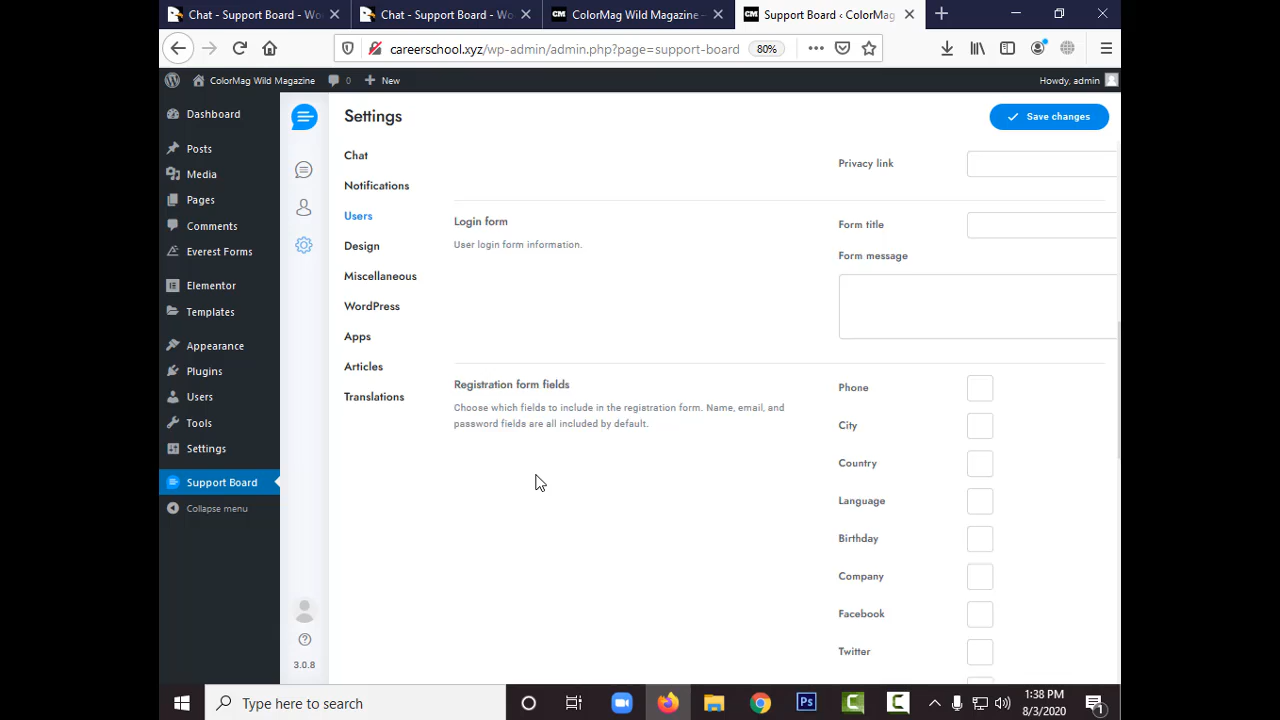 Chat - Support Board - Wo
Chat - Support Board - Wo
CM ColorMag Wild Magazine –
CM Support Board ‹ ColorMag
careerschool.xyz/wp-admin/admin.php?page=support-board
80%
ColorMag Wild Magazine
0
New
Howdy, admin
Dashboard
Posts
Media
Pages
Comments
Everest Forms
Elementor
Templates
Appearance
Plugins
Users
Tools
Settings
Support Board
Collapse menu
3.0.8
Settings
Save changes
Chat
Notifications
Users
Design
Miscellaneous
WordPress
Apps
Articles
Translations
Privacy link
Login form
User login form information.
Form title
Form message
Registration form fields
Choose which fields to include in the registration form. Name, email, and
password fields are all included by default.
Phone
City
Country
Language
Birthday
Company
Facebook
Twitter
Type here to search
Ps
1:38 PM
8/3/2020
1